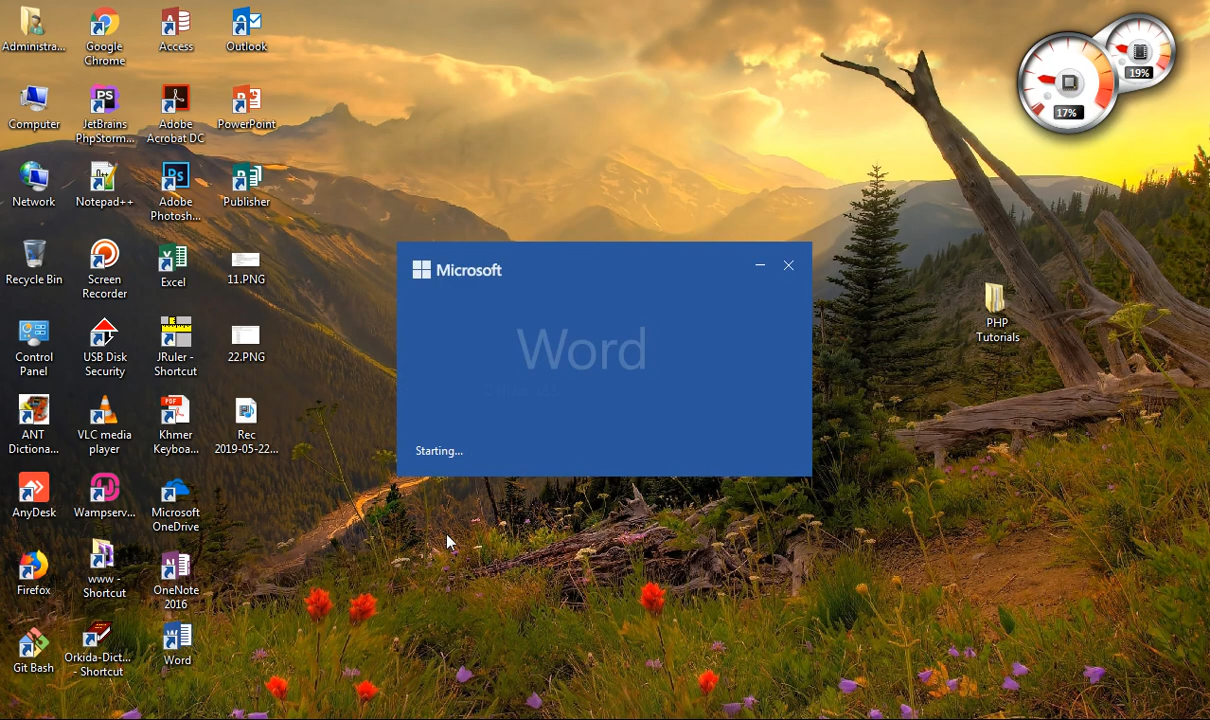 Administra...
Google
Chrome
Access
Outlook
Computer
PS
JetBrains
PhpStorm...
Adobe
Acrobat DC
PowerPoint
Network
Notepad++
Ps
Adobe
Photosh...
Publisher
Recycle Bin
Screen
Recorder
Excel
11.PNG
Control
Panel
USB Disk
Security
JRuler -
Shortcut
22.PNG
ANT
Dictiona...
VLC media
player
PDF
Khmer
Keyboa...
Rec
2019-05-22...
AnyDesk
Wampserv...
Microsoft
OneDrive
Firefox
www -
Shortcut
OneNote
2016
Git Bash
Orkida-Dict...
- Shortcut
Word
Microsoft
Word
Starting...
17%
19%
PHP
Tutorials